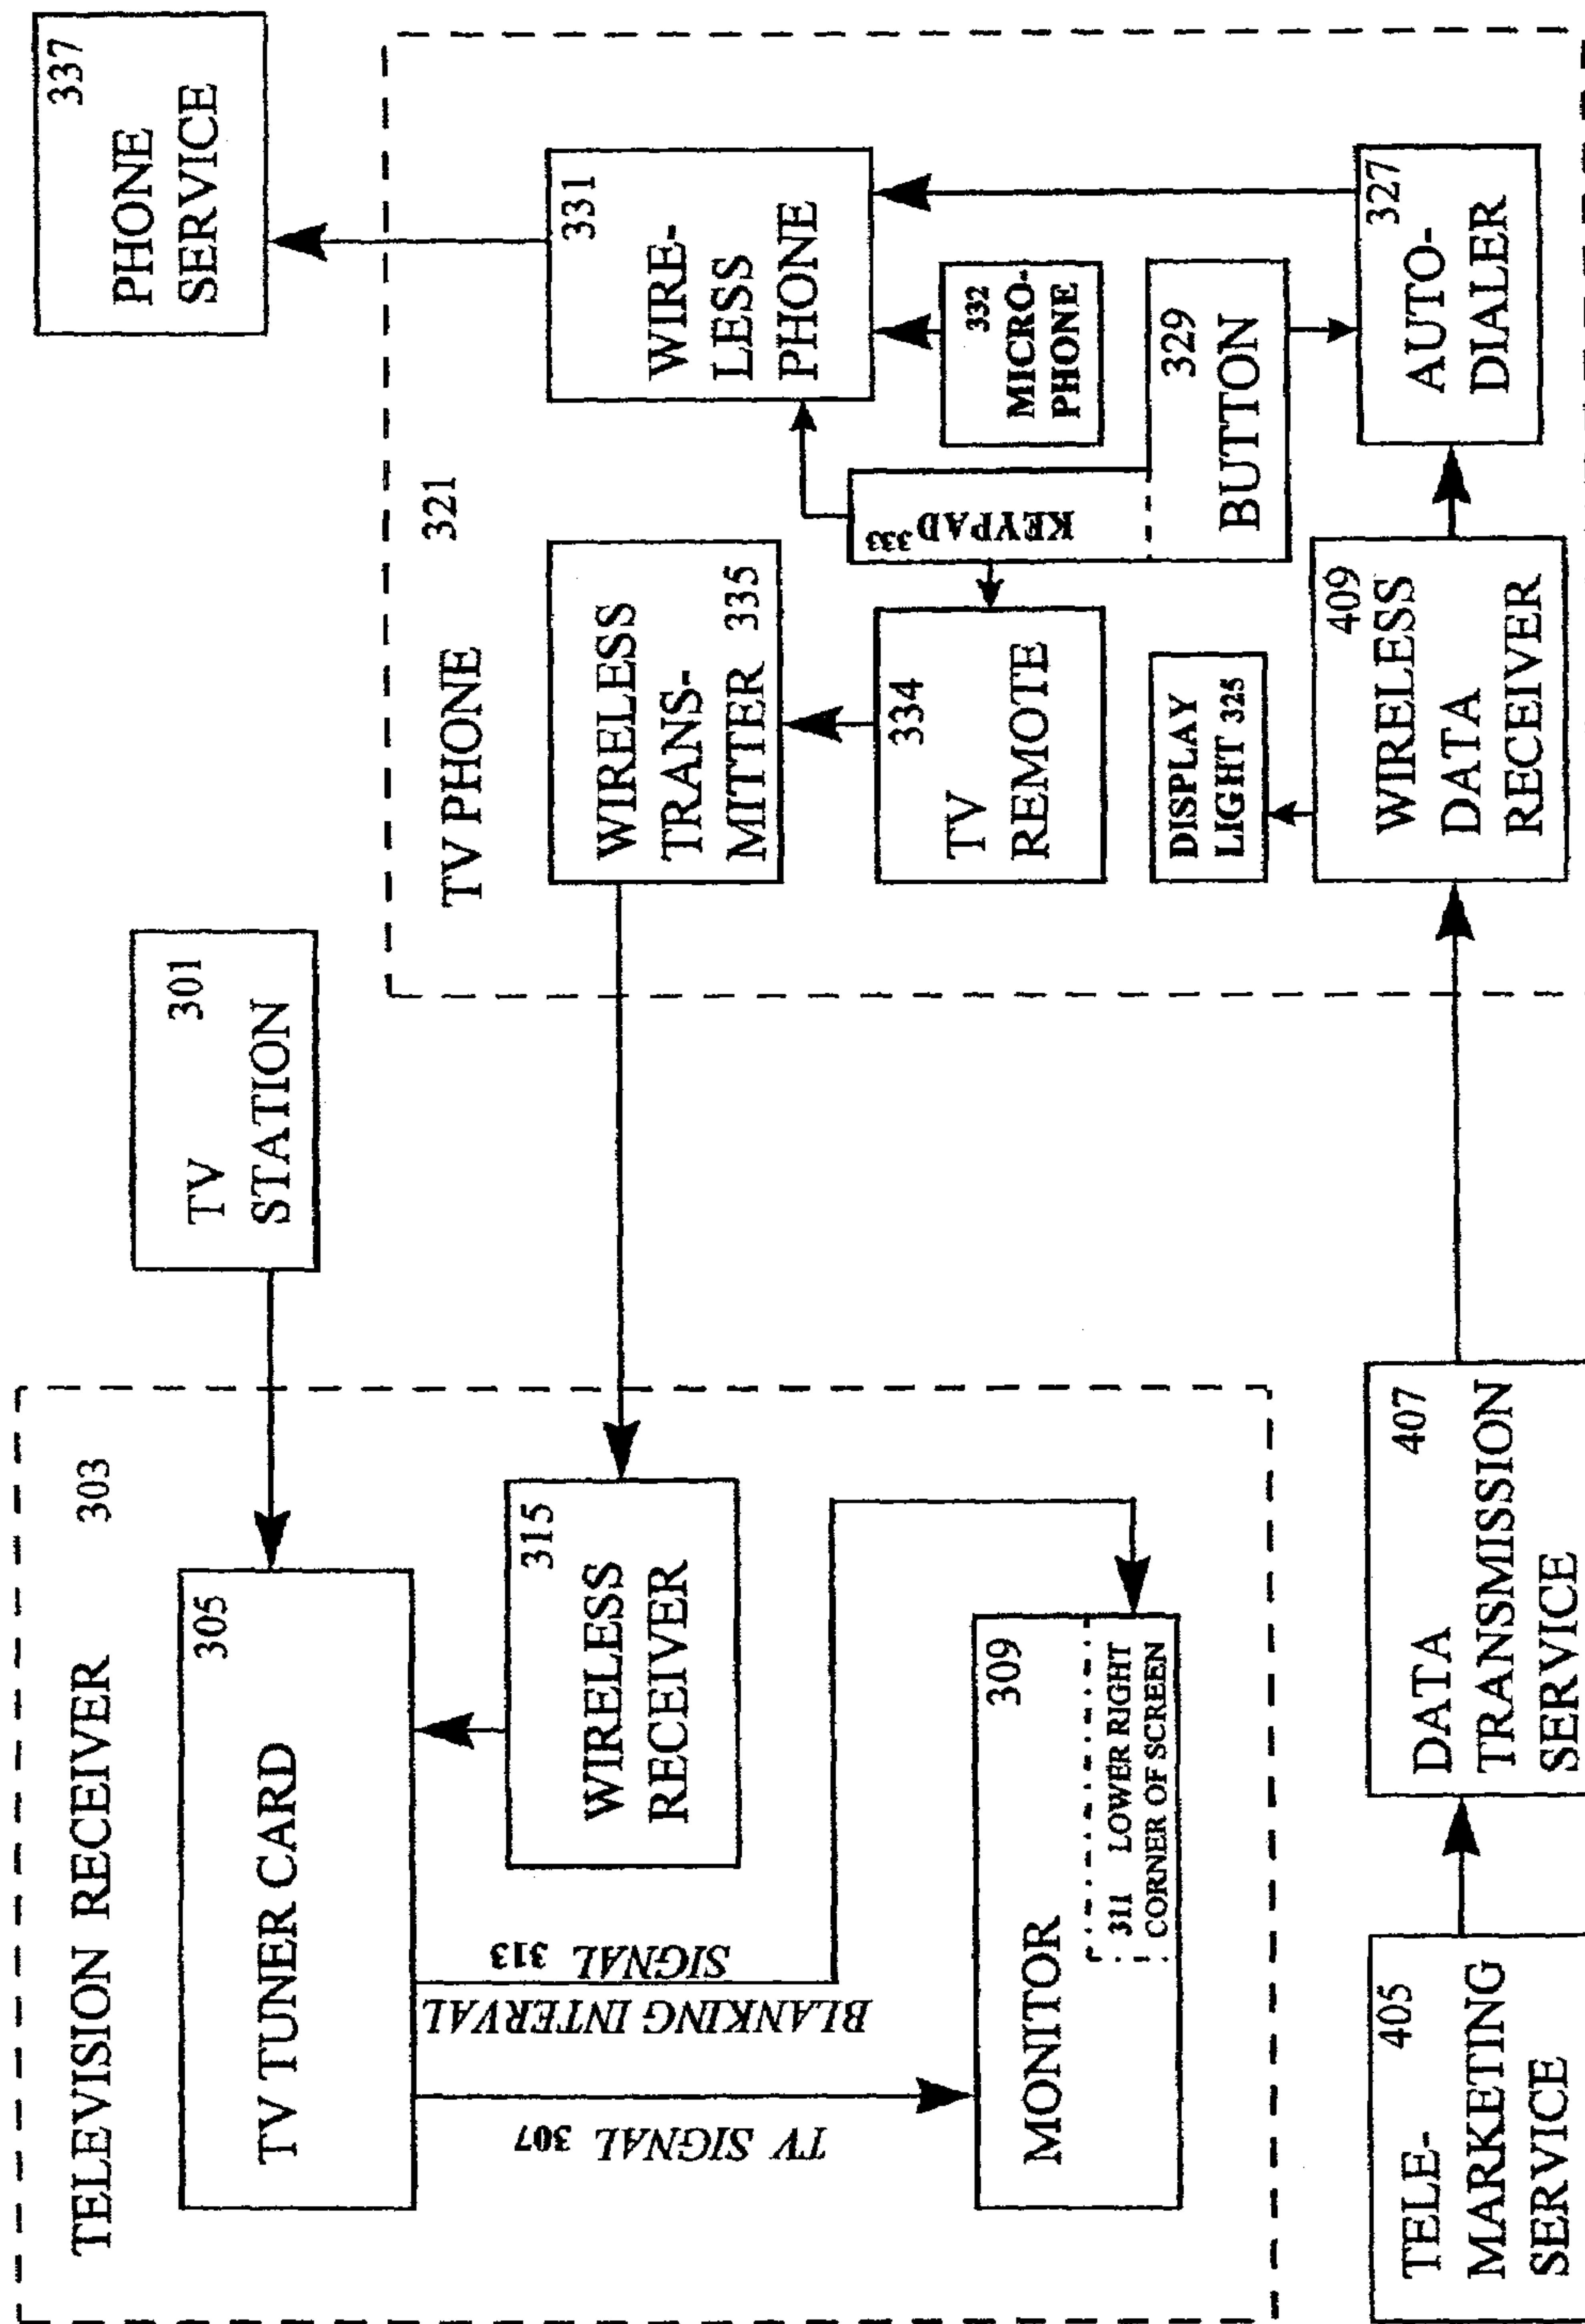 TELEVISION RECEIVER 303
TV TUNER CARD
305
TV SIGNAL 307
BLANKING INTERVAL
SIGNAL 313
WIRELESS
RECEIVER
315
MONITOR
309
311 LOWER RIGHT
CORNER OF SCREEN
TV
STATION
301
PHONE
SERVICE
337
TV PHONE 321
WIRELESS
TRANS-
MITTER 335
WIRE-
LESS
PHONE
331
334
TV
REMOTE
KEYPAD 333
332
MICRO-
PHONE
329
BUTTON
DISPLAY
LIGHT 325
409
WIRELESS
DATA
RECEIVER
327
AUTO-
DIALER
405
TELE-
MARKETING
SERVICE
407
DATA
TRANSMISSION
SERVICE